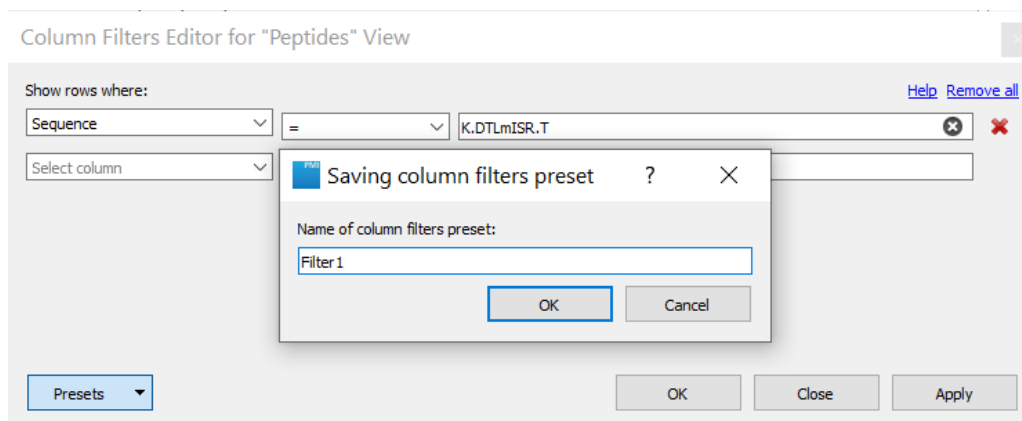 Column Filters Editor for "Peptides" View
Show rows where:
Help Remove all
Sequence = K.DTLmISR.T
Select column
PMI Saving column filters preset ? X
Name of column filters preset:
Filter1
OK Cancel
Presets OK Close Apply